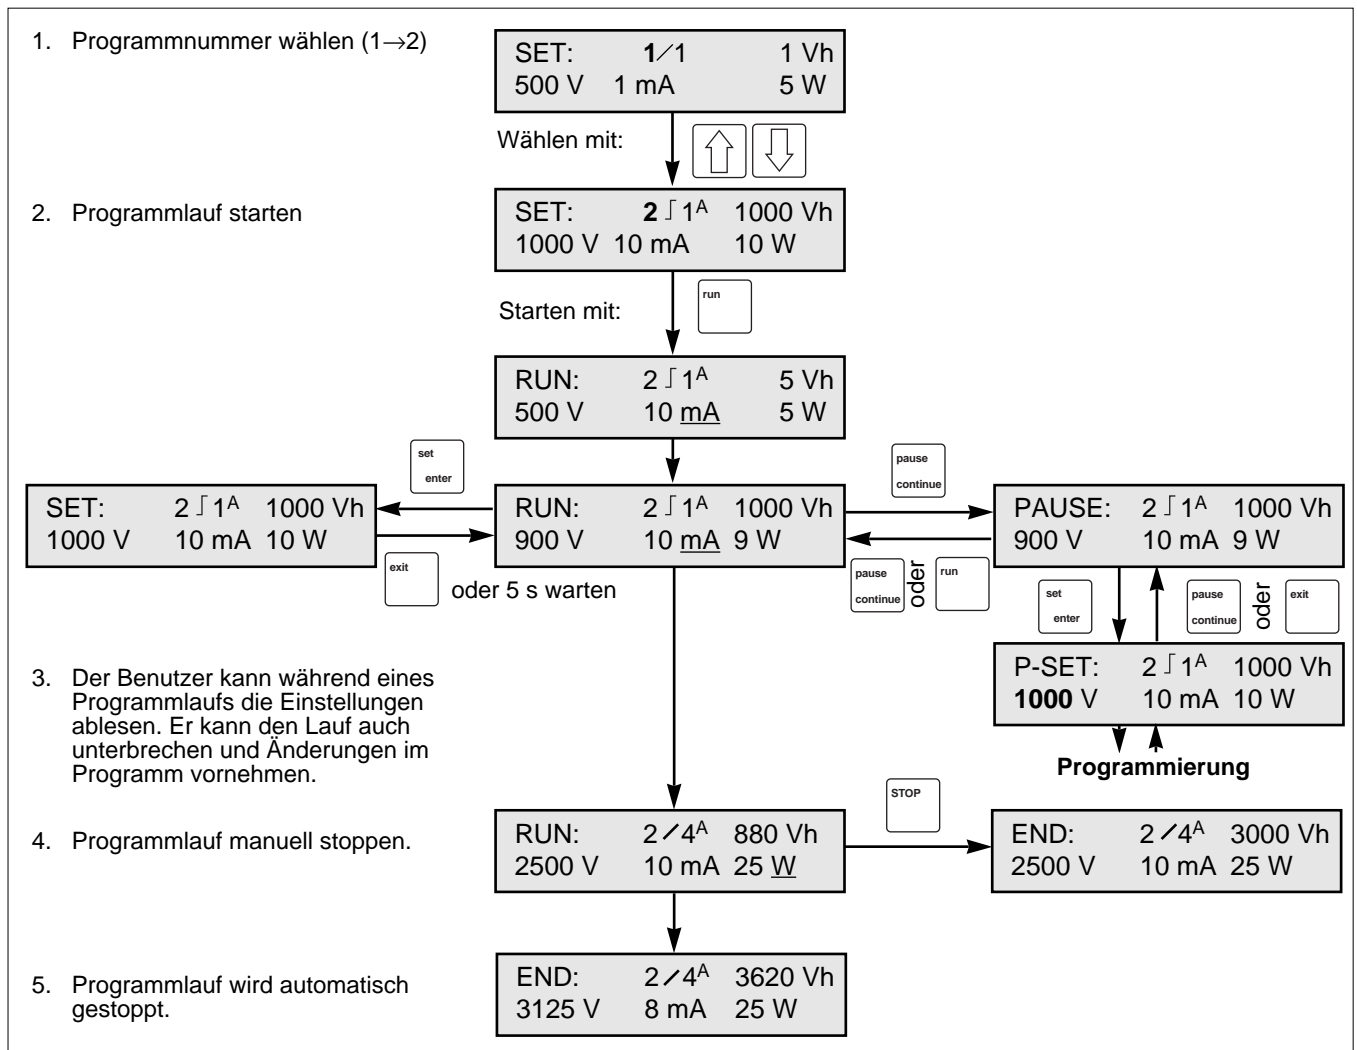 1. Programmnummer wählen (1→2)
SET: 1/1 1 Vh
500 V 1 mA 5 W
Wählen mit:
2. Programmlauf starten
SET: 2 ⌡ 1ᴬ 1000 Vh
1000 V 10 mA 10 W
Starten mit:
run
RUN: 2 ⌡ 1ᴬ 5 Vh
500 V 10 mA 5 W
set
enter
pause
continue
SET: 2 ⌡ 1ᴬ 1000 Vh
1000 V 10 mA 10 W
RUN: 2 ⌡ 1ᴬ 1000 Vh
900 V 10 mA 9 W
PAUSE: 2 ⌡ 1ᴬ 1000 Vh
900 V 10 mA 9 W
exit
oder 5 s warten
pause
continue
oder
run
set
enter
pause
continue
oder
exit
3. Der Benutzer kann während eines
Programmlaufs die Einstellungen
ablesen. Er kann den Lauf auch
unterbrechen und Änderungen im
Programm vornehmen.
P-SET: 2 ⌡ 1ᴬ 1000 Vh
1000 V 10 mA 10 W
Programmierung
STOP
4. Programmlauf manuell stoppen.
RUN: 2 / 4ᴬ 880 Vh
2500 V 10 mA 25 W
END: 2 / 4ᴬ 3000 Vh
2500 V 10 mA 25 W
5. Programmlauf wird automatisch
gestoppt.
END: 2 / 4ᴬ 3620 Vh
3125 V 8 mA 25 W